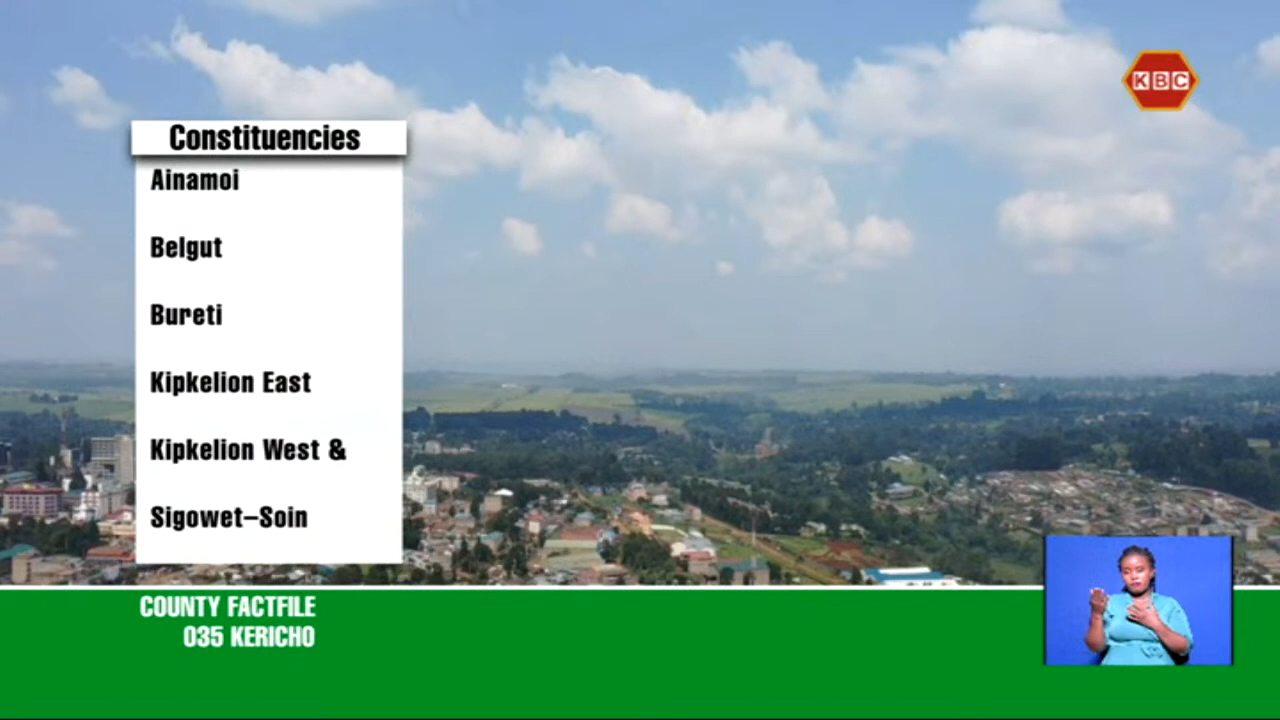 KBC
Constituencies
Ainamoi
Belgut
Bureti
Kipkelion East
Kipkelion West &
Sigowet–Soin
COUNTY FACTFILE
035 KERICHO